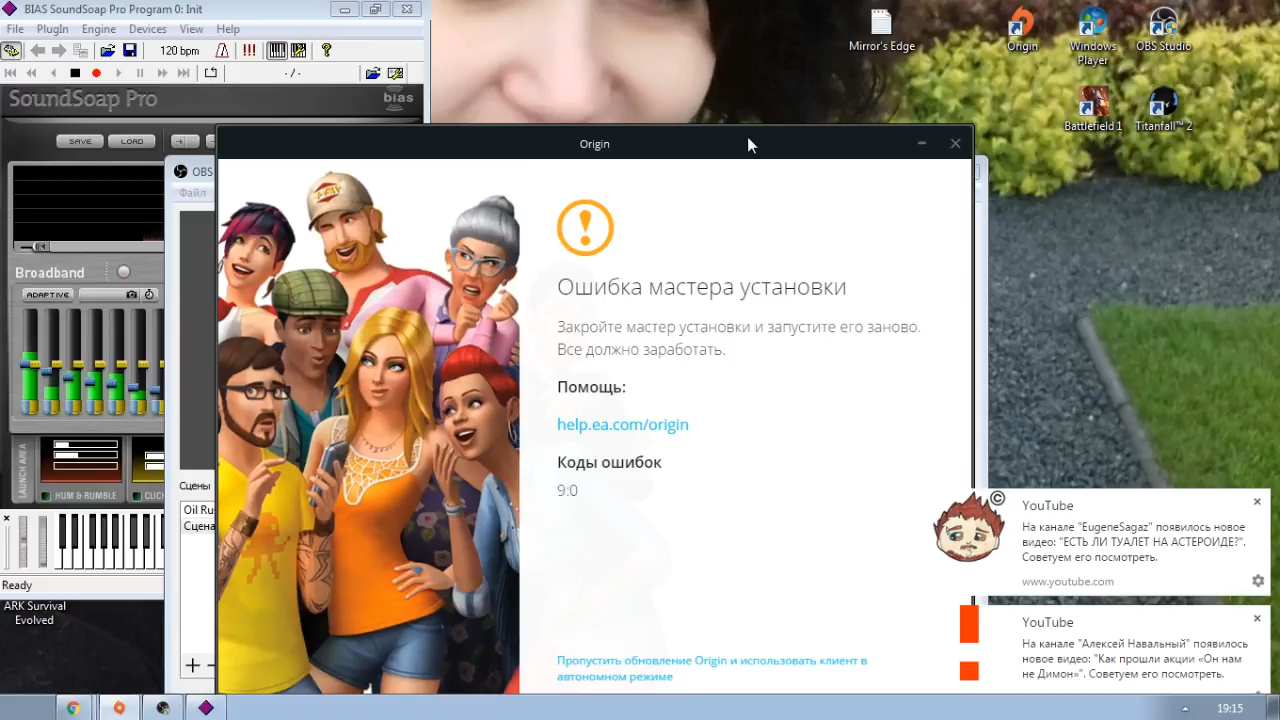 BIAS SoundSoap Pro Program 0: Init
File PlugIn Engine Devices View Help
120 bpm
- / -
SoundSoap Pro
bias
SAVE LOAD
Broadband
ADAPTIVE
LAUNCH AREA
HUM & RUMBLE
Ready
ARK Survival
Evolved
OBS
Файл
Сцены
Oil Ru
Сцена
Mirror's Edge
Origin
Windows
Player
OBS Studio
Battlefield 1
Titanfall™ 2
Origin
Ошибка мастера установки
Закройте мастер установки и запустите его заново.
Все должно заработать.
Помощь:
help.ea.com/origin
Коды ошибок
9:0
Пропустить обновление Origin и использовать клиент в
автономном режиме
©
YouTube
На канале "EugeneSagaz" появилось новое
видео: "ЕСТЬ ЛИ ТУАЛЕТ НА АСТЕРОИДЕ?".
Советуем его посмотреть.
www.youtube.com
YouTube
На канале "Алексей Навальный" появилось
новое видео: "Как прошли акции «Он нам
не Димон»". Советуем его посмотреть.
19:15